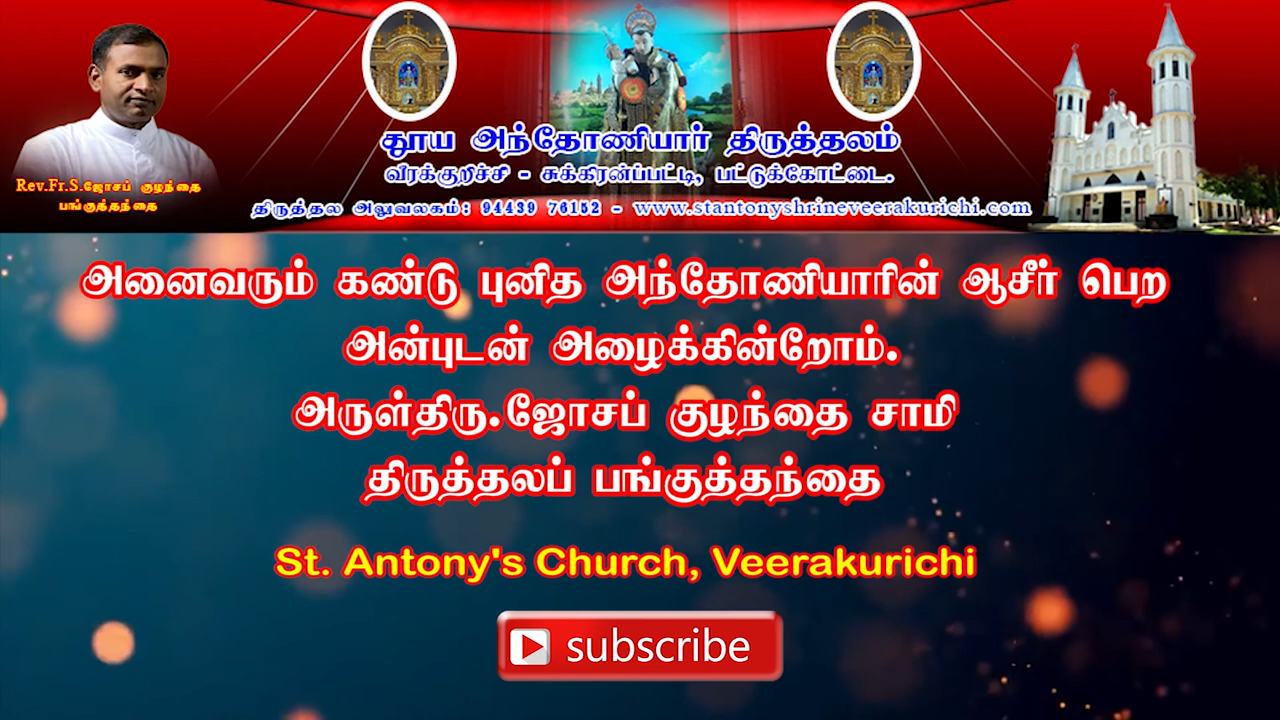 தூய அந்தோணியார் திருத்தலம்
வீரக்குறிச்சி - சுக்கிரன்ப்பட்டி, பட்டுக்கோட்டை.
Rev.Fr.S.ஜோசப் குழந்தை
பங்குத்தந்தை
திருத்தல அலுவலகம்: 94439 76152 - www.stantonyshrineveerakurichi.com
அனைவரும் கண்டு புனித அந்தோணியாரின் ஆசீர் பெற
அன்புடன் அழைக்கின்றோம்.
அருள்திரு.ஜோசப் குழந்தை சாமி
திருத்தலப் பங்குத்தந்தை
St. Antony's Church, Veerakurichi
subscribe